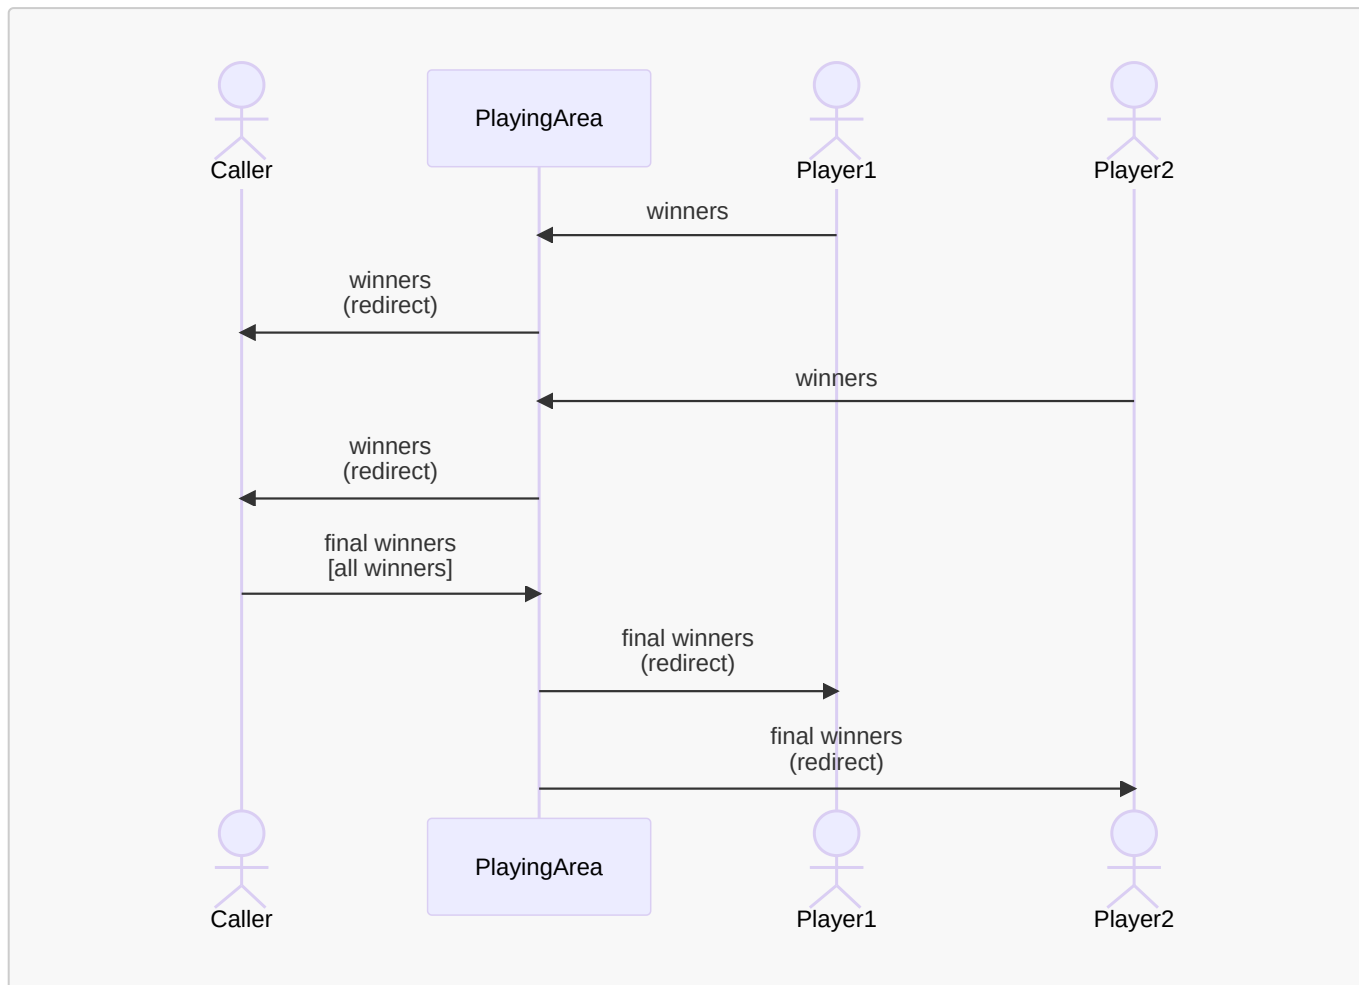 Caller
PlayingArea
Player1
Player2
winners
winners
(redirect)
winners
winners
(redirect)
final winners
[all winners]
final winners
(redirect)
final winners
(redirect)
Caller
PlayingArea
Player1
Player2